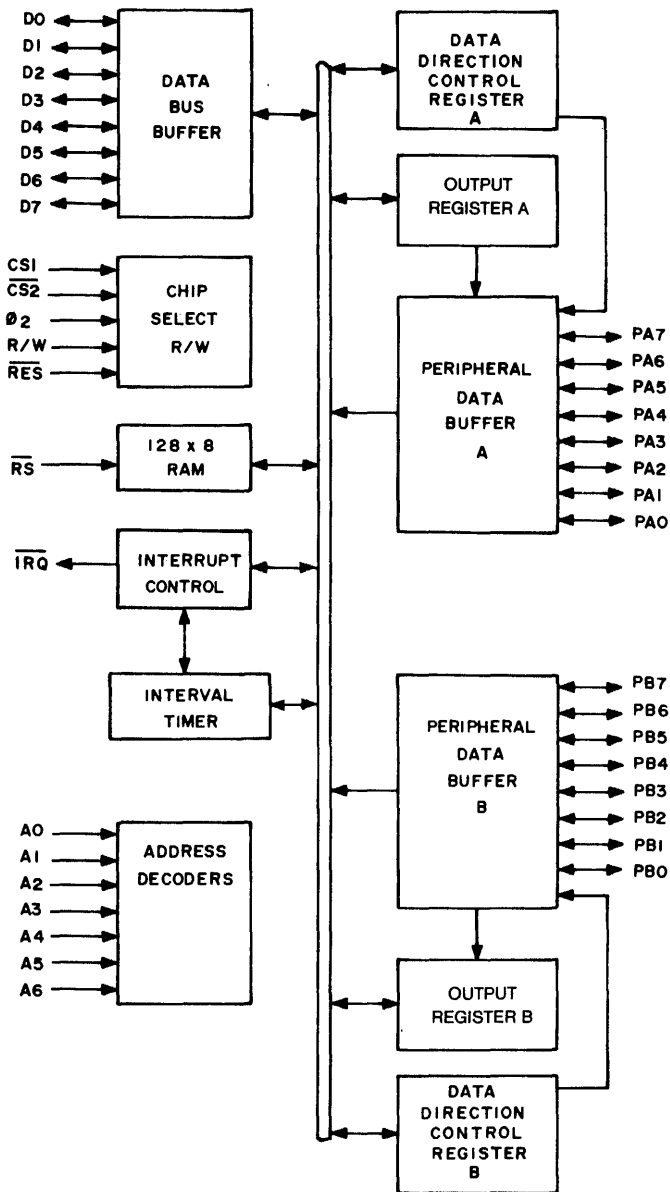 D0
D1
D2
D3
D4
D5
D6
D7
DATA
BUS
BUFFER
CS1
CS2
Ø2
R/W
RES
CHIP
SELECT
R/W
RS
128 x 8
RAM
IRQ
INTERRUPT
CONTROL
INTERVAL
TIMER
A0
A1
A2
A3
A4
A5
A6
ADDRESS
DECODERS
DATA
DIRECTION
CONTROL
REGISTER
A
OUTPUT
REGISTER A
PERIPHERAL
DATA
BUFFER
A
PA7
PA6
PA5
PA4
PA3
PA2
PA1
PA0
PERIPHERAL
DATA
BUFFER
B
PB7
PB6
PB5
PB4
PB3
PB2
PB1
PB0
OUTPUT
REGISTER B
DATA
DIRECTION
CONTROL
REGISTER
B